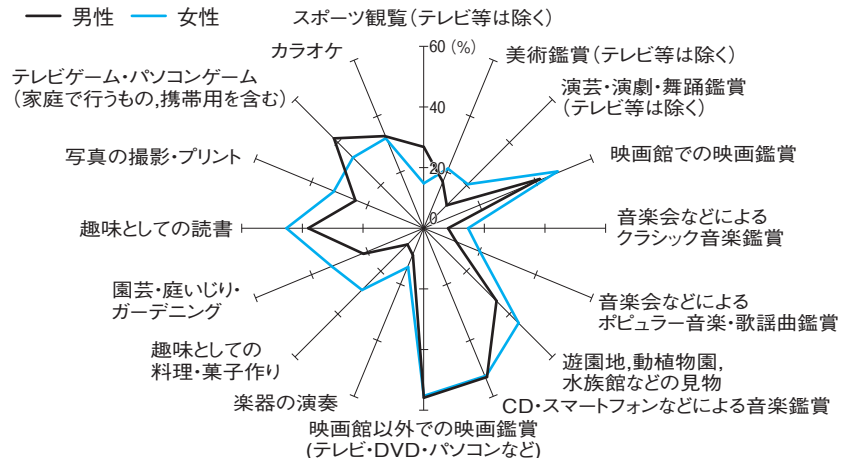 男性 女性
スポーツ観覧(テレビ等は除く)
60 (%)
40
20
0
美術鑑賞(テレビ等は除く)
演芸・演劇・舞踊鑑賞
(テレビ等は除く)
映画館での映画鑑賞
音楽会などによる
クラシック音楽鑑賞
音楽会などによる
ポピュラー音楽・歌謡曲鑑賞
遊園地,動植物園,
水族館などの見物
CD・スマートフォンなどによる音楽鑑賞
映画館以外での映画鑑賞
(テレビ・DVD・パソコンなど)
楽器の演奏
趣味としての
料理・菓子作り
園芸・庭いじり・
ガーデニング
趣味としての読書
写真の撮影・プリント
テレビゲーム・パソコンゲーム
(家庭で行うもの,携帯用を含む)
カラオケ